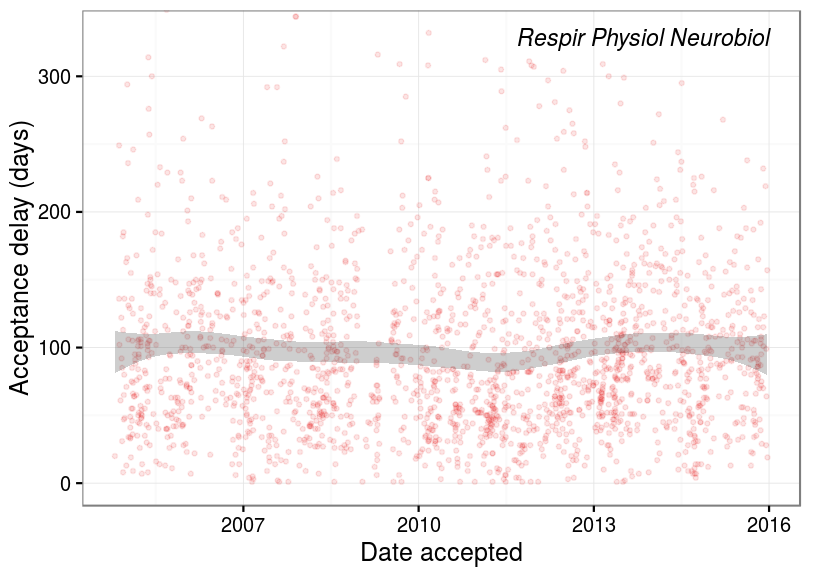 Respir Physiol Neurobiol
Acceptance delay (days)
300
200
100
0
2007 2010 2013 2016
Date accepted